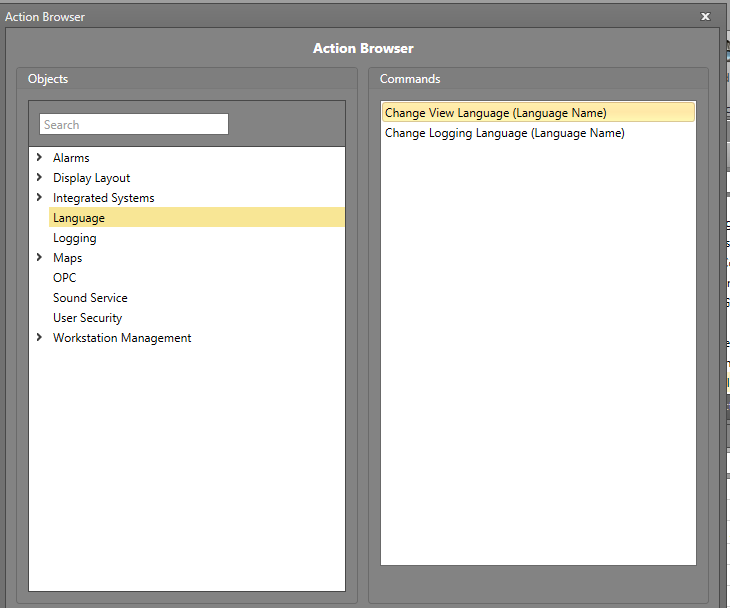 Action Browser
Action Browser
Objects
Search
Alarms
Display Layout
Integrated Systems
Language
Logging
Maps
OPC
Sound Service
User Security
Workstation Management
Commands
Change View Language (Language Name)
Change Logging Language (Language Name)